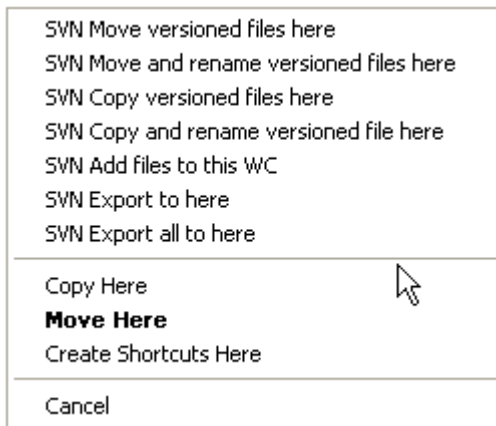 SVN Move versioned files here
SVN Move and rename versioned files here
SVN Copy versioned files here
SVN Copy and rename versioned file here
SVN Add files to this WC
SVN Export to here
SVN Export all to here
Copy Here
Move Here
Create Shortcuts Here
Cancel